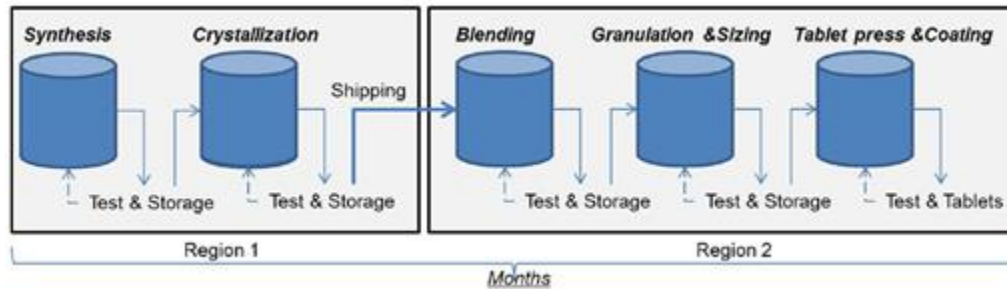 Synthesis
Crystallization
Blending
Granulation &Sizing
Tablet press &Coating
Shipping
Test & Storage
Test & Storage
Test & Storage
Test & Storage
Test & Tablets
Region 1
Region 2
Months